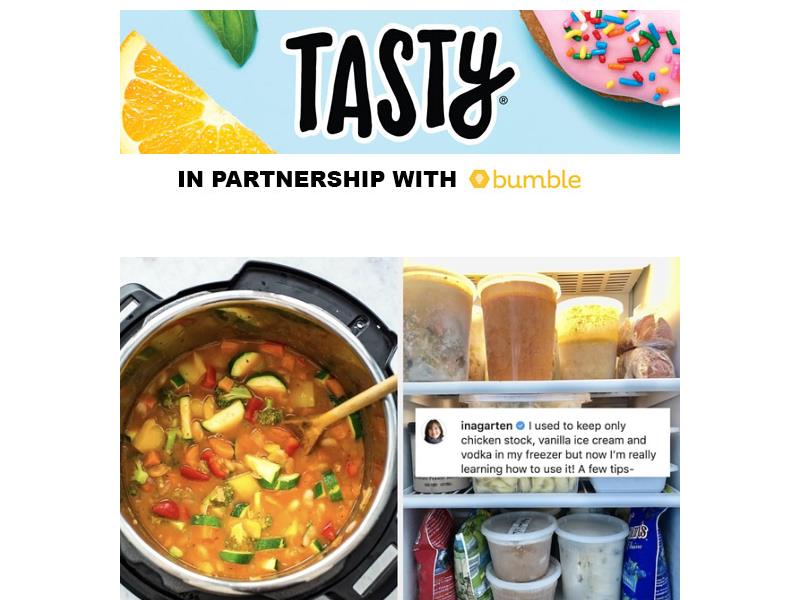 TASTY®
IN PARTNERSHIP WITH bumble
inagarten I used to keep only
chicken stock, vanilla ice cream and
vodka in my freezer but now I'm really
learning how to use it! A few tips-